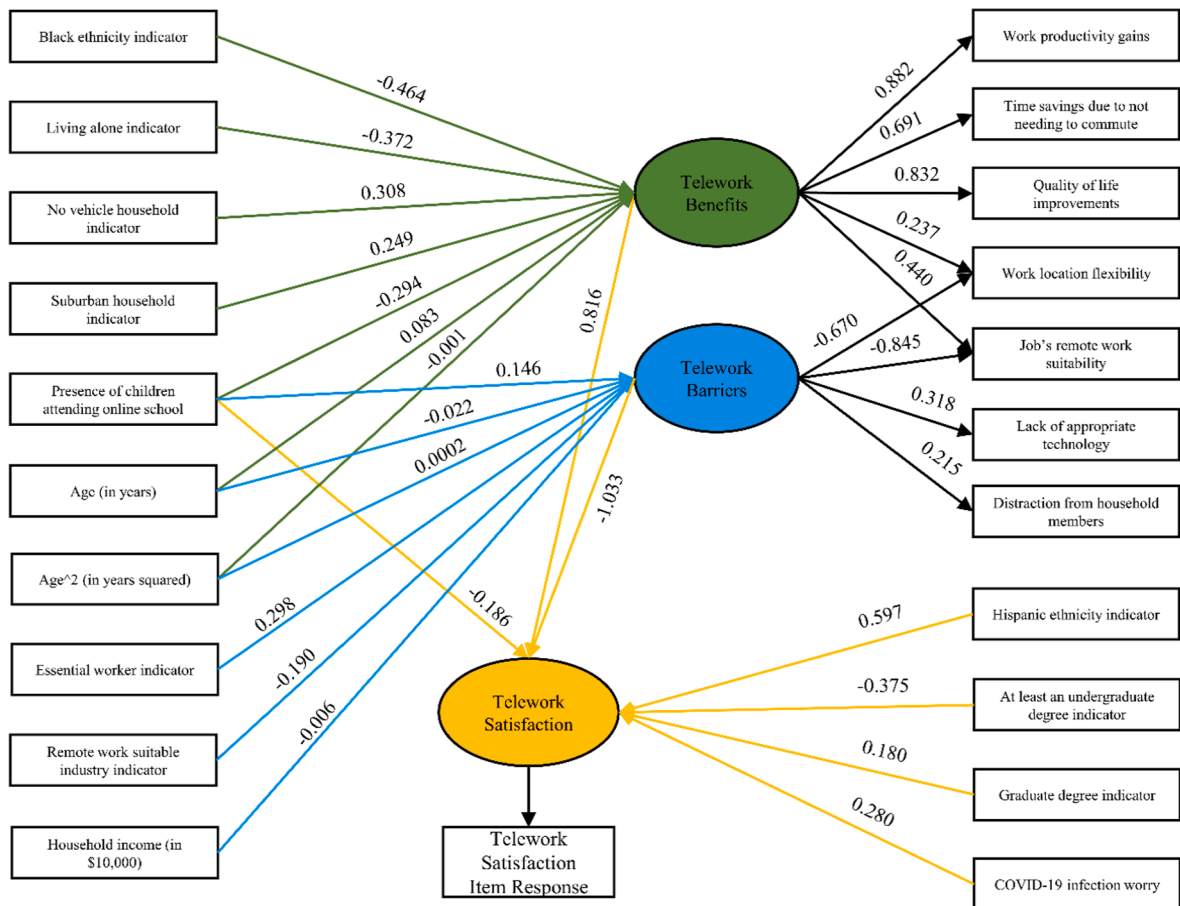 Black ethnicity indicator
Living alone indicator
No vehicle household
indicator
Suburban household
indicator
Presence of children
attending online school
Age (in years)
Age^2 (in years squared)
Essential worker indicator
Remote work suitable
industry indicator
Household income (in
$10,000)
-0.464
-0.372
0.308
0.249
-0.294
0.083
-0.001
0.146
-0.022
0.0002
0.298
-0.190
-0.006
-0.186
0.816
-1.033
Telework
Benefits
Telework
Barriers
Telework
Satisfaction
Telework
Satisfaction
Item Response
0.882
0.691
0.832
0.237
0.440
-0.670
-0.845
0.318
0.215
0.597
-0.375
0.180
0.280
Work productivity gains
Time savings due to not
needing to commute
Quality of life
improvements
Work location flexibility
Job's remote work
suitability
Lack of appropriate
technology
Distraction from household
members
Hispanic ethnicity indicator
At least an undergraduate
degree indicator
Graduate degree indicator
COVID-19 infection worry